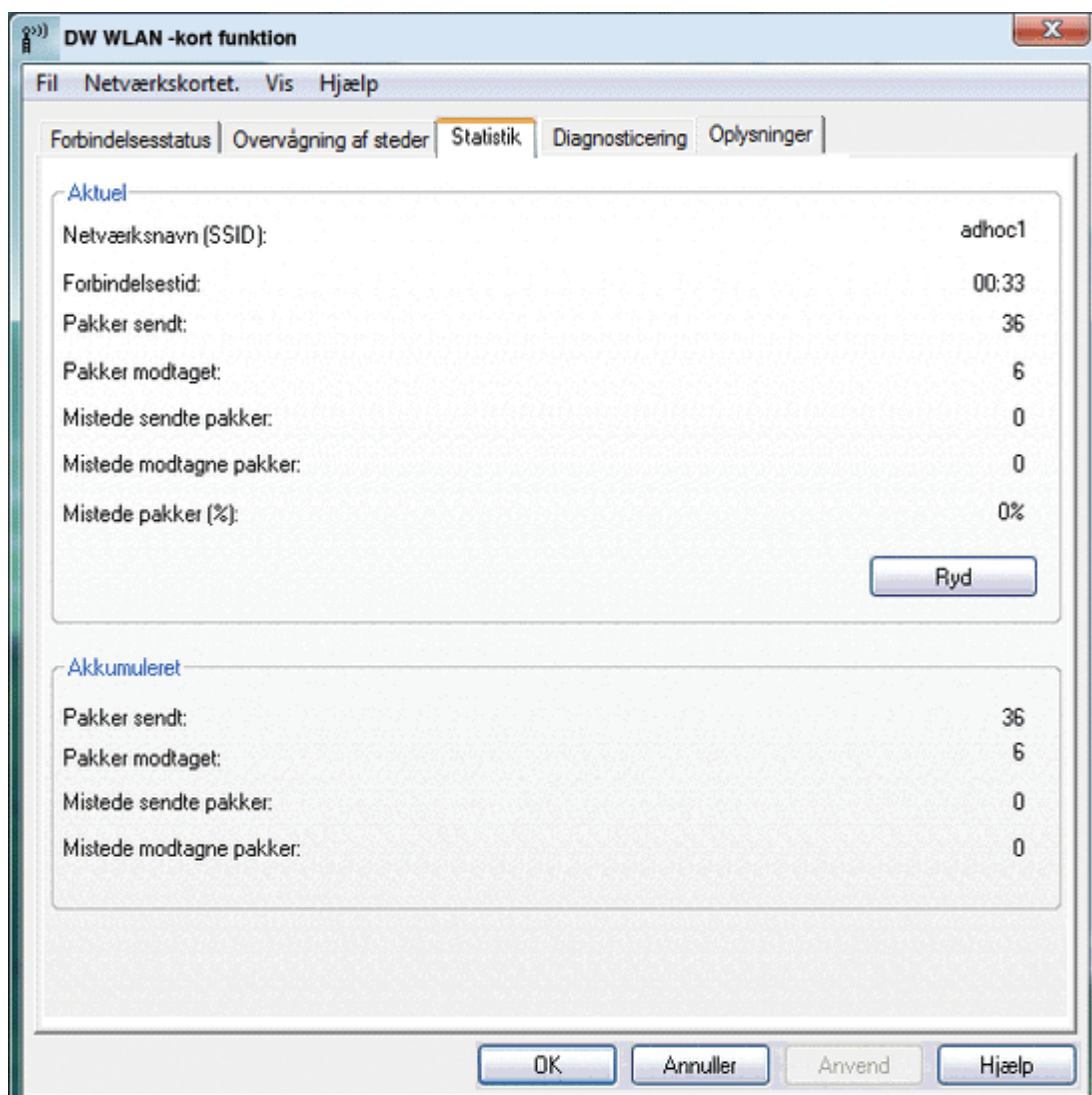 DW WLAN -kort funktion
Fil Netværkskortet. Vis Hjælp
Forbindelsesstatus Overvågning af steder Statistik Diagnosticering Oplysninger
Aktuel
Netværksnavn (SSID): adhoc1
Forbindelsestid: 00:33
Pakker sendt: 36
Pakker modtaget: 6
Mistede sendte pakker: 0
Mistede modtagne pakker: 0
Mistede pakker (%): 0%
Ryd
Akkumuleret
Pakker sendt: 36
Pakker modtaget: 6
Mistede sendte pakker: 0
Mistede modtagne pakker: 0
OK Annuller Anvend Hjælp